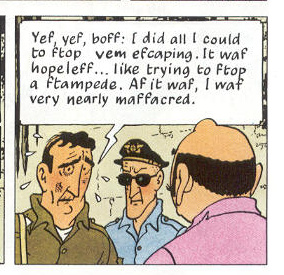 Yef, yef, boff: I did all I could
to ftop vem efcaping. It waf
hopeleff... like trying to ftop
a ftampede. Af it waf, I waf
very nearly maffacred.